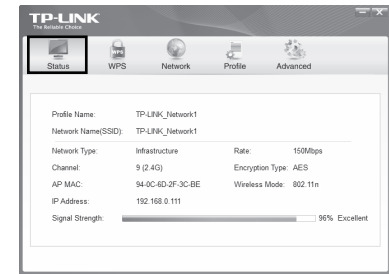 TP-LINK
The Reliable Choice
WPS
Status WPS Network Profile Advanced
Profile Name: TP-LINK_Network1
Network Name(SSID): TP-LINK_Network1
Network Type: Infrastructure Rate: 150Mbps
Channel: 9 (2.4G) Encryption Type: AES
AP MAC: 94-0C-6D-2F-3C-BE Wireless Mode: 802.11n
IP Address: 192.168.0.111
Signal Strength: 96% Excellent